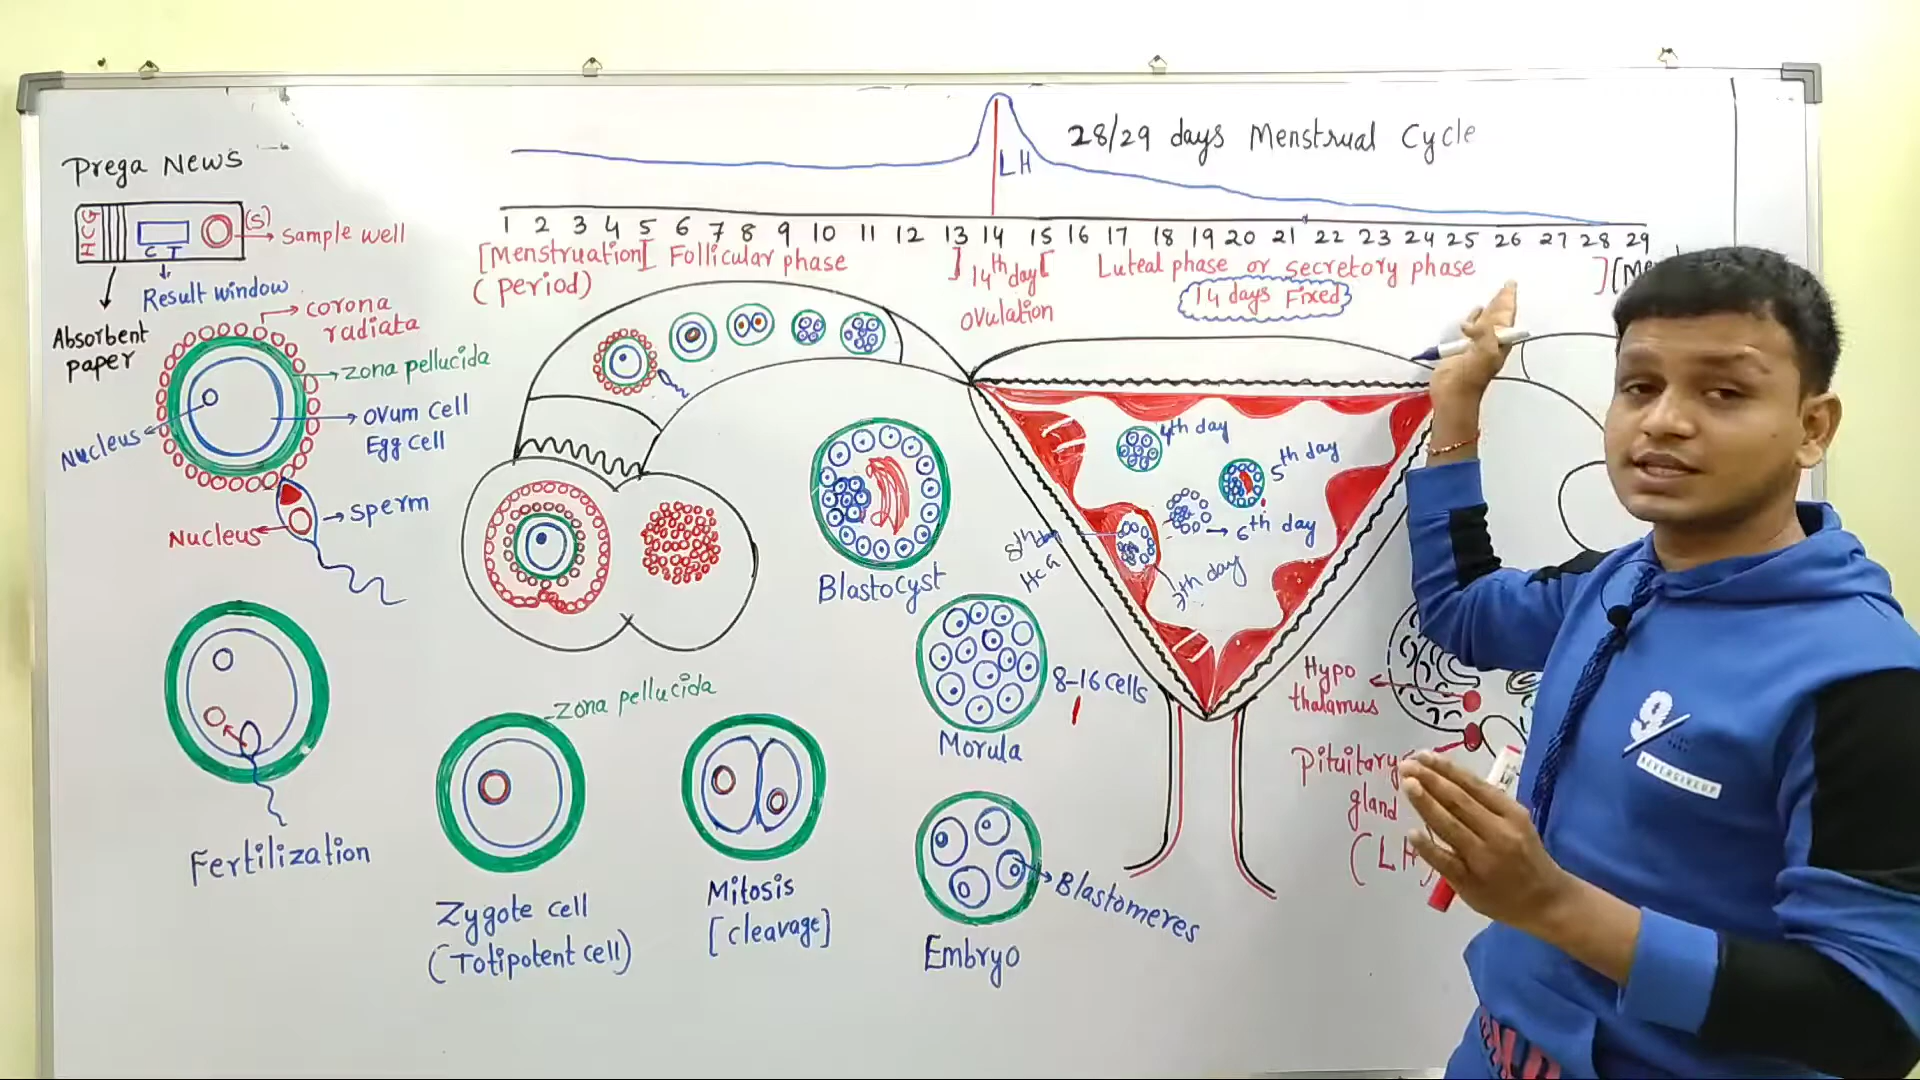 28/29 days Menstrual Cycle
LH
1 2 3 4 5 6 7 8 9 10 11 12 13 14 15 16 17 18 19 20 21 22 23 24 25 26 27 28 29
[Menstruation[ Follicular phase ] 14th day [ Luteal phase or secretory phase ] [Me
(period)
ovulation
14 days Fixed
Prega News
HCG
(S)
C T
sample well
Result window
Absorbent
paper
corona
radiata
zona pellucida
ovum cell
Egg cell
Nucleus
sperm
Nucleus
Fertilization
zona pellucida
Zygote cell
(Totipotent cell)
Mitosis
[cleavage]
Blastocyst
8-16 cells
Morula
Blastomeres
Embryo
4th day
5th day
6th day
7th day
8th day
HCG
Hypo
thalamus
Pituitary
gland
(LH)
9
REVERSIVEUP